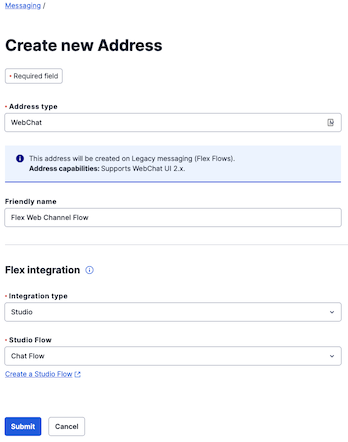 Messaging /
Create new Address
• Required field
• Address type
WebChat
This address will be created on Legacy messaging (Flex Flows).
Address capabilities: Supports WebChat UI 2.x.
Friendly name
Flex Web Channel Flow
Flex integration
• Integration type
Studio
• Studio Flow
Chat Flow
Create a Studio Flow
Submit Cancel